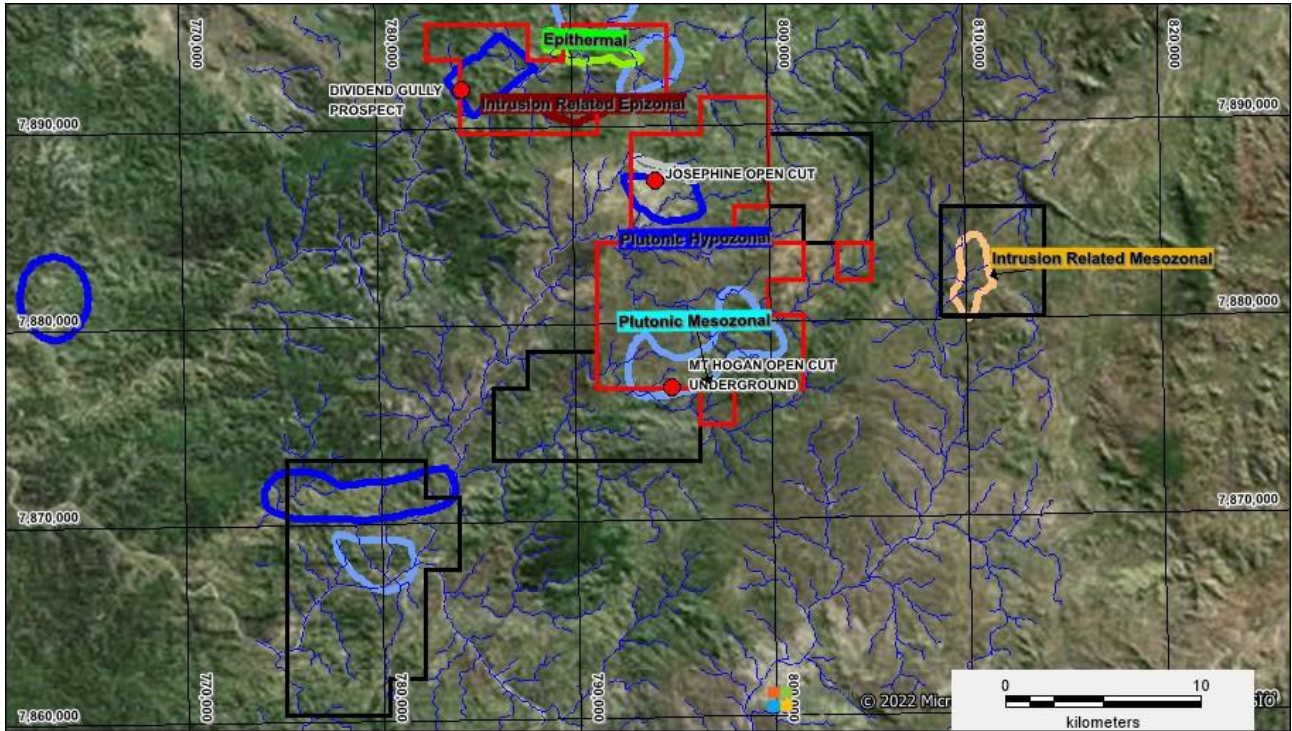 770,000
780,000
800,000
810,000
820,000
Epithermal
DIVIDEND GULLY
PROSPECT
Intrusion Related Epizonal
7,890,000
7,890,000
JOSEPHINE OPEN CUT
Plutonic Hypozonal
Intrusion Related Mesozonal
7,880,000
7,880,000
Plutonic Mesozonal
MT HOGAN OPEN CUT
UNDERGROUND
7,870,000
7,870,000
770,000
780,000
790,000
800,000
7,860,000
© 2022 Micr
0 10
kilometers